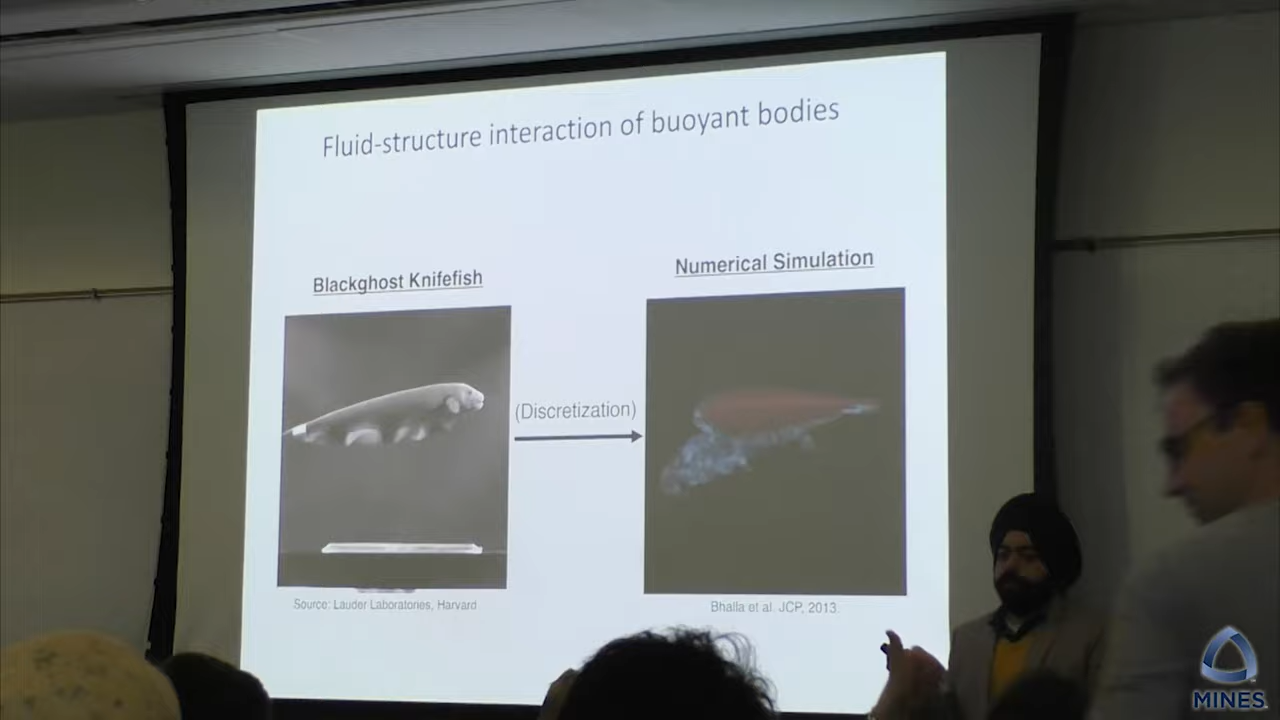 Fluid-structure interaction of buoyant bodies
Blackghost Knifefish
Numerical Simulation
(Discretization)
Source: Lauder Laboratories, Harvard
Bhalla et al. JCP, 2013.
MINES